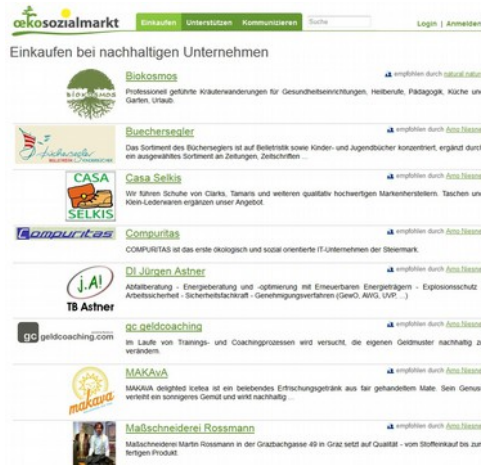 œkosozialmarkt
Einkaufen Unterstützen Kommunizieren Suche Login | Anmelden
Einkaufen bei nachhaltigen Unternehmen
BIOKOSMOS
Biokosmos
empfohlen durch natural nature
Professionell geführte Kräuterwanderungen für Gesundheitseinrichtungen, Heilberufe, Pädagogik, Küche und
Garten, Urlaub.
büchersegler
Buechersegler
empfohlen durch Arno Niesner
Das Sortiment des Büchersegler ist auf Belletristik sowie Kinder- und Jugendbücher konzentriert, ergänzt durch
ein ausgewähltes Sortiment an Zeitungen, Zeitschriften ...
CASA
SELKIS
Casa Selkis
empfohlen durch Arno Niesner
Wir führen Schuhe von Clarks, Tamaris und weiteren qualitativ hochwertigen Markenherstellern. Taschen und
Klein-Lederwaren ergänzen unser Angebot.
Compuritas
Compuritas
empfohlen durch Arno Niesner
COMPURITAS ist das erste ökologisch und sozial orientierte IT-Unternehmen der Steiermark.
j.A!
TB Astner
DI Jürgen Astner
empfohlen durch Arno Niesner
Abfallberatung - Energieberatung und -optimierung mit Erneuerbaren Energieträgern - Explosionsschutz -
Arbeitssicherheit - Sicherheitsfachkraft - Genehmigungsverfahren (GewO, AWG, UVP, ...)
gc geldcoaching.com
gc geldcoaching
empfohlen durch Arno Niesner
Im Laufe von Trainings- und Coachingprozessen wird versucht, die eigenen Geldmuster nachhaltig zu
verändern.
makava
MAKAvA
empfohlen durch Arno Niesner
MAKAVA delighted icetea ist ein belebendes Erfrischungsgetränk aus fair gehandeltem Mate. Sein Genuss
verleiht ein sonnigeres Gemüt und wirkt nachhaltig ...
Maßschneiderei Rossmann
empfohlen durch Arno Niesner
Maßschneiderei Martin Rossmann in der Grazbachgasse 49 in Graz setzt auf Qualität - vom Stoffeinkauf bis zum
fertigen Produkt.